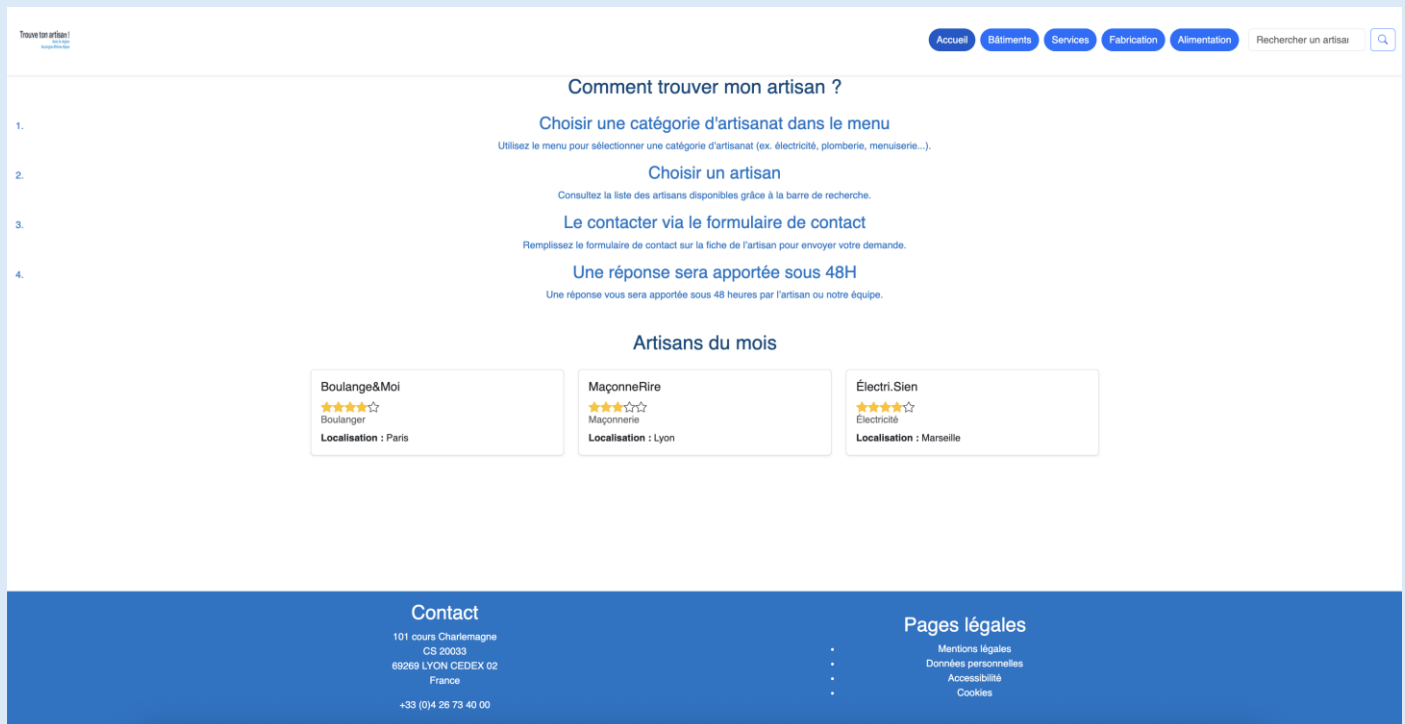 Trouve ton artisan !
Avec la région
Auvergne-Rhône-Alpes
Accueil
Bâtiments
Services
Fabrication
Alimentation
Rechercher un artisa
Comment trouver mon artisan ?
1.
Choisir une catégorie d'artisanat dans le menu
Utilisez le menu pour sélectionner une catégorie d'artisanat (ex. électricité, plomberie, menuiserie...).
2.
Choisir un artisan
Consultez la liste des artisans disponibles grâce à la barre de recherche.
3.
Le contacter via le formulaire de contact
Remplissez le formulaire de contact sur la fiche de l'artisan pour envoyer votre demande.
4.
Une réponse sera apportée sous 48H
Une réponse vous sera apportée sous 48 heures par l'artisan ou notre équipe.
Artisans du mois
Boulange&Moi
Boulanger
Localisation : Paris
MaçonneRire
Maçonnerie
Localisation : Lyon
Électri.Sien
Électricité
Localisation : Marseille
Contact
101 cours Charlemagne
CS 20033
69269 LYON CEDEX 02
France
+33 (0)4 26 73 40 00
Pages légales
• Mentions légales
• Données personnelles
• Accessibilité
• Cookies